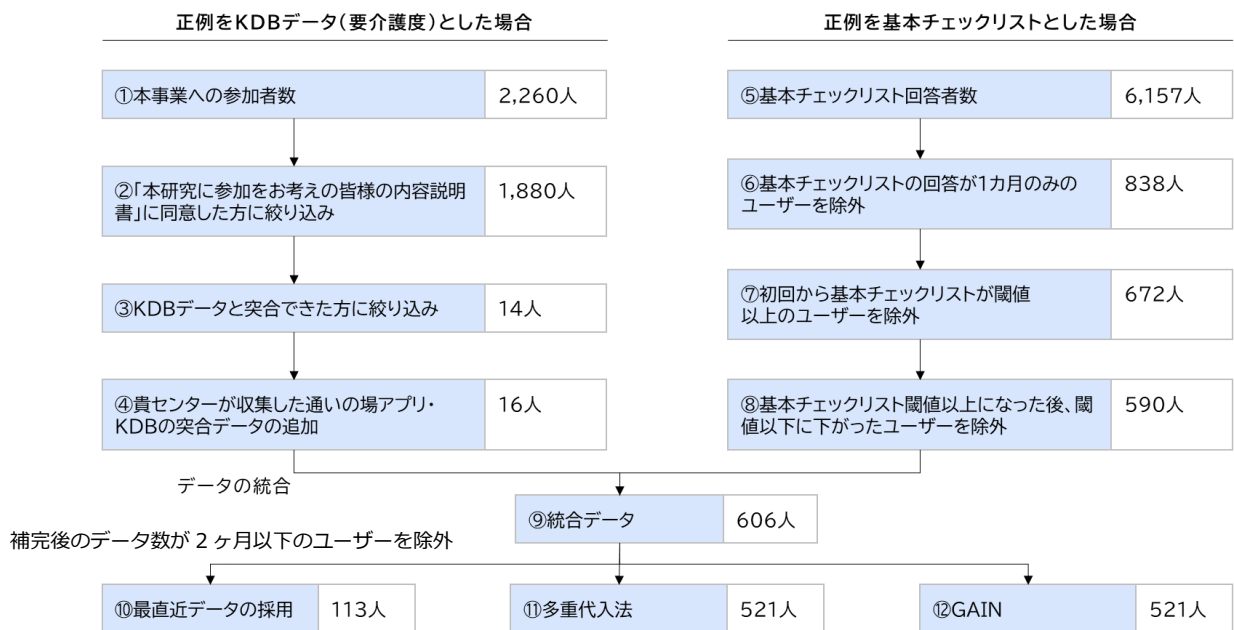 正例をKDBデータ(要介護度)とした場合
①本事業への参加者数
2,260人
②「本研究に参加をお考えの皆様の内容説明
書」に同意した方に絞り込み
1,880人
③KDBデータと突合できた方に絞り込み
14人
④貴センターが収集した通いの場アプリ・
KDBの突合データの追加
16人
正例を基本チェックリストとした場合
⑤基本チェックリスト回答者数
6,157人
⑥基本チェックリストの回答が1カ月のみの
ユーザーを除外
838人
⑦初回から基本チェックリストが閾値
以上のユーザーを除外
672人
⑧基本チェックリスト閾値以上になった後、閾
値以下に下がったユーザーを除外
590人
データの統合
⑨統合データ
606人
補完後のデータ数が2ヶ月以下のユーザーを除外
⑩最直近データの採用
113人
⑪多重代入法
521人
⑫GAIN
521人